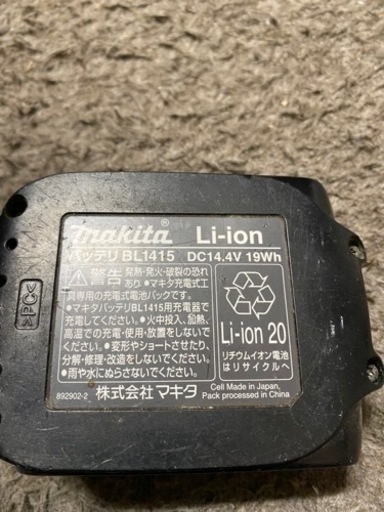 makita
Li-ion
バッテリ BL1415
DC14.4V 19Wh
警告 発熱・発火・破裂の恐れ
あり ●マキタ充電式工
具専用の充電式電池パックです。
●マキタバッテリBL1415用充電器で
充電してください。●火中投入、加熱、
高温での充電・使用・放置をしない
でください。●変形やショートさせたり、
分解・修理・改造をしないでください。
●雨や水にぬらさないでください。
Li-ion 20
リチウムイオン電池
はリサイクルへ
892902-2
株式会社マキタ
Cell Made in Japan,
Pack processed in China
>PC<